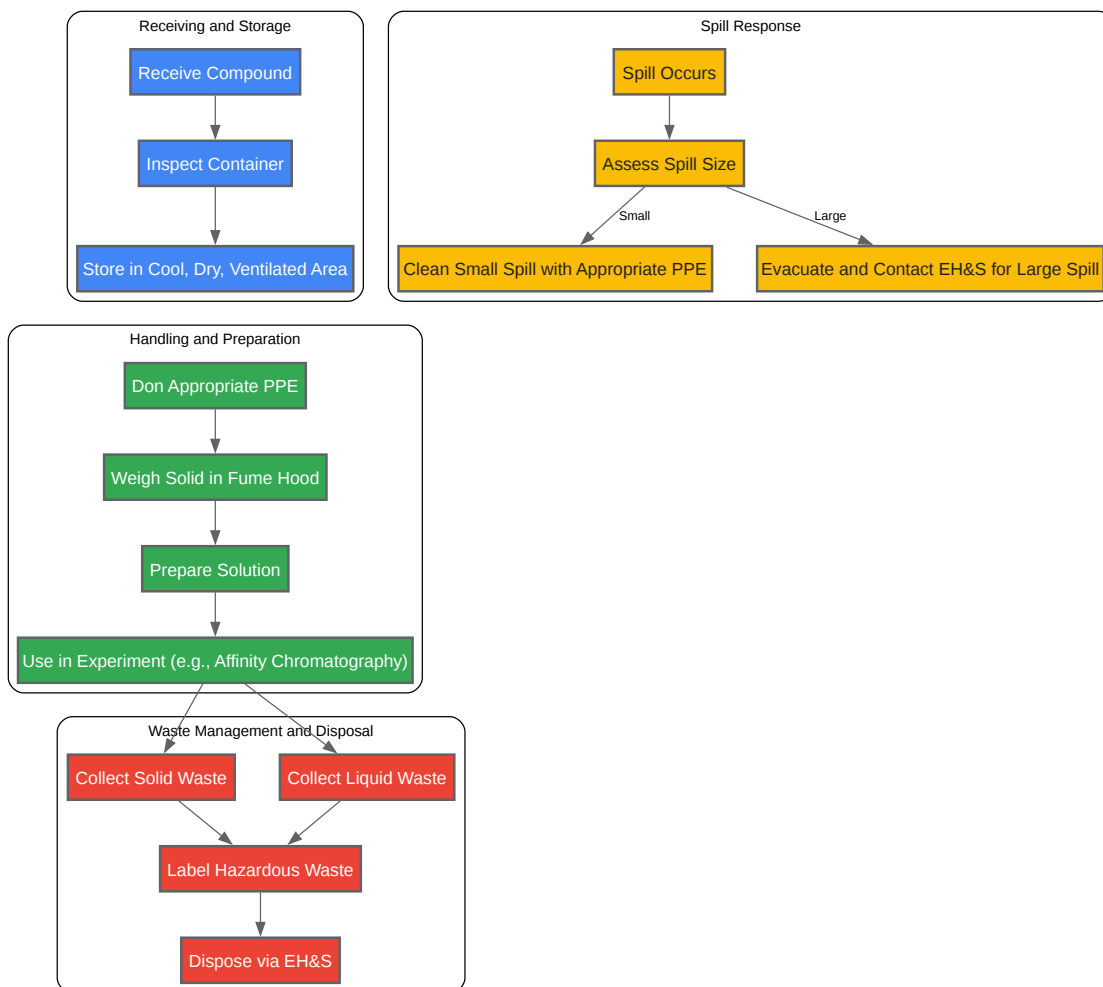 Receiving and Storage
Receive Compound
Inspect Container
Store in Cool, Dry, Ventilated Area
Spill Response
Spill Occurs
Assess Spill Size
Small
Large
Clean Small Spill with Appropriate PPE
Evacuate and Contact EH&S for Large Spill
Handling and Preparation
Don Appropriate PPE
Weigh Solid in Fume Hood
Prepare Solution
Use in Experiment (e.g., Affinity Chromatography)
Waste Management and Disposal
Collect Solid Waste
Collect Liquid Waste
Label Hazardous Waste
Dispose via EH&S